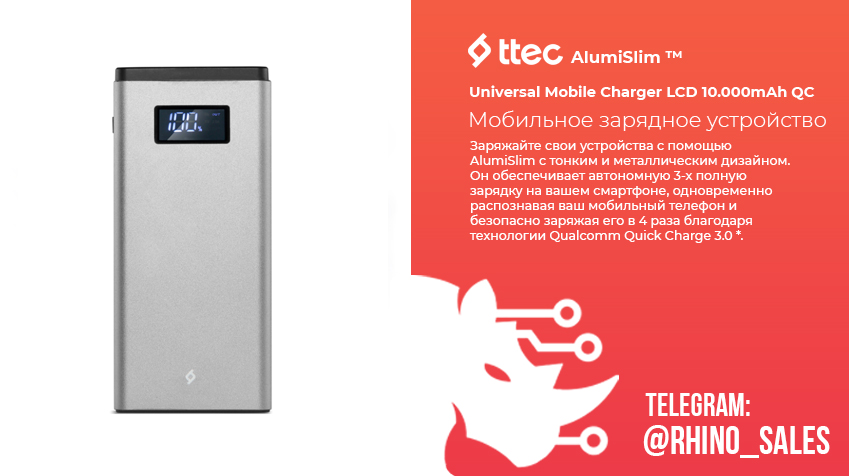 100%
ttec AlumiSlim ™
Universal Mobile Charger LCD 10.000mAh QC
Мобильное зарядное устройство
Заряжайте свои устройства с помощью
AlumiSlim с тонким и металлическим дизайном.
Он обеспечивает автономную 3-х полную
зарядку на вашем смартфоне, одновременно
распознавая ваш мобильный телефон и
безопасно заряжая его в 4 раза благодаря
технологии Qualcomm Quick Charge 3.0 *.
TELEGRAM:
@RHINO_SALES